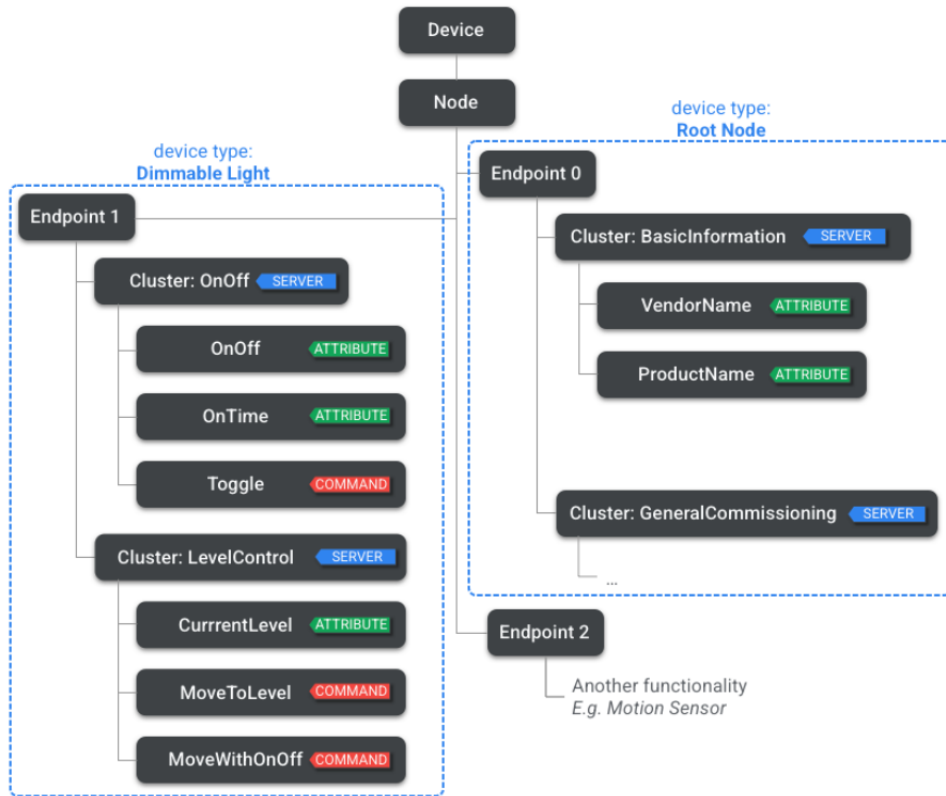 Device
Node
device type:
Root Node
device type:
Dimmable Light
Endpoint 0
Endpoint 1
Cluster: BasicInformation SERVER
VendorName ATTRIBUTE
ProductName ATTRIBUTE
Cluster: GeneralCommissioning SERVER
...
Cluster: OnOff SERVER
OnOff ATTRIBUTE
OnTime ATTRIBUTE
Toggle COMMAND
Cluster: LevelControl SERVER
CurrrentLevel ATTRIBUTE
MoveToLevel COMMAND
MoveWithOnOff COMMAND
Endpoint 2
Another functionality
E.g. Motion Sensor